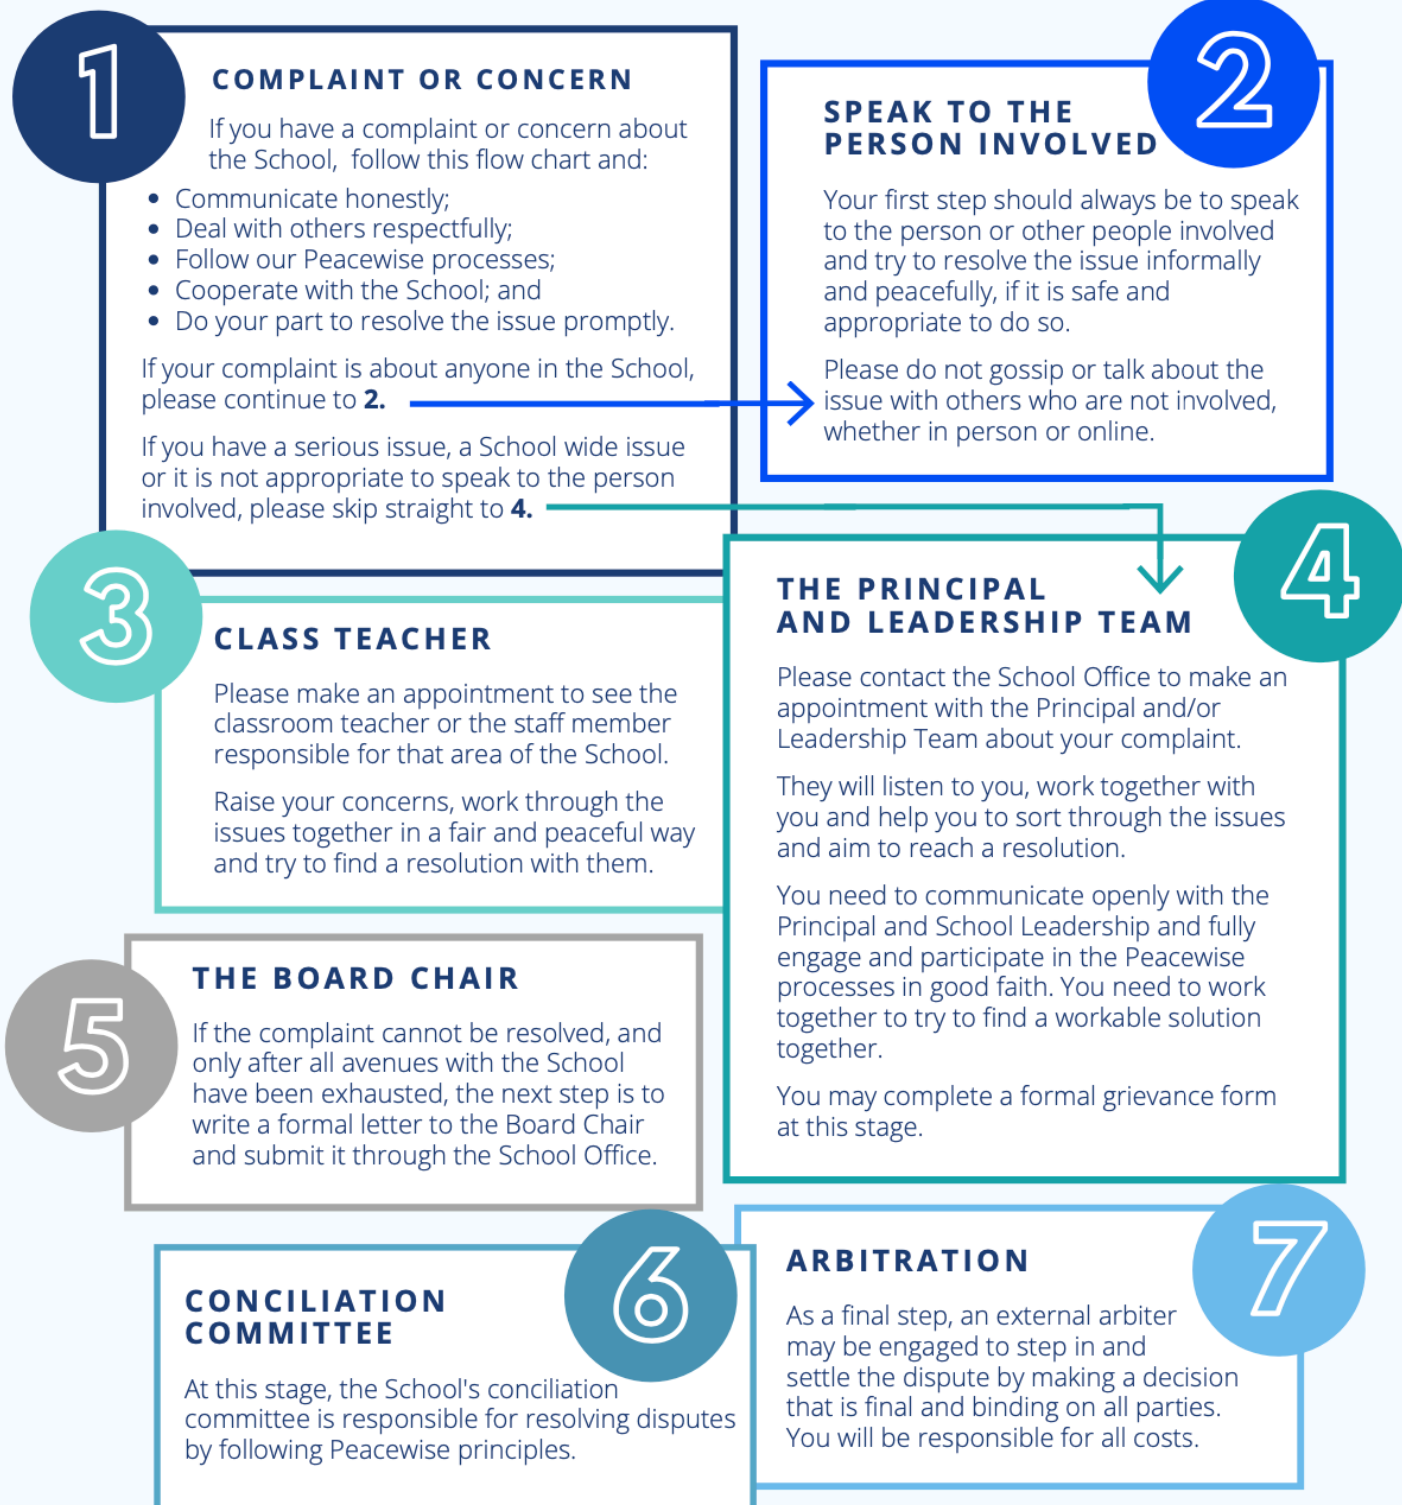 1
COMPLAINT OR CONCERN
If you have a complaint or concern about
the School, follow this flow chart and:
• Communicate honestly;
• Deal with others respectfully;
• Follow our Peacewise processes;
• Cooperate with the School; and
• Do your part to resolve the issue promptly.
If your complaint is about anyone in the School,
please continue to 2.
If you have a serious issue, a School wide issue
or it is not appropriate to speak to the person
involved, please skip straight to 4.
2
SPEAK TO THE
PERSON INVOLVED
Your first step should always be to speak
to the person or other people involved
and try to resolve the issue informally
and peacefully, if it is safe and
appropriate to do so.
Please do not gossip or talk about the
issue with others who are not involved,
whether in person or online.
3
CLASS TEACHER
Please make an appointment to see the
classroom teacher or the staff member
responsible for that area of the School.
Raise your concerns, work through the
issues together in a fair and peaceful way
and try to find a resolution with them.
4
THE PRINCIPAL
AND LEADERSHIP TEAM
Please contact the School Office to make an
appointment with the Principal and/or
Leadership Team about your complaint.
They will listen to you, work together with
you and help you to sort through the issues
and aim to reach a resolution.
You need to communicate openly with the
Principal and School Leadership and fully
engage and participate in the Peacewise
processes in good faith. You need to work
together to try to find a workable solution
together.
You may complete a formal grievance form
at this stage.
5
THE BOARD CHAIR
If the complaint cannot be resolved, and
only after all avenues with the School
have been exhausted, the next step is to
write a formal letter to the Board Chair
and submit it through the School Office.
6
CONCILIATION
COMMITTEE
At this stage, the School's conciliation
committee is responsible for resolving disputes
by following Peacewise principles.
7
ARBITRATION
As a final step, an external arbiter
may be engaged to step in and
settle the dispute by making a decision
that is final and binding on all parties.
You will be responsible for all costs.